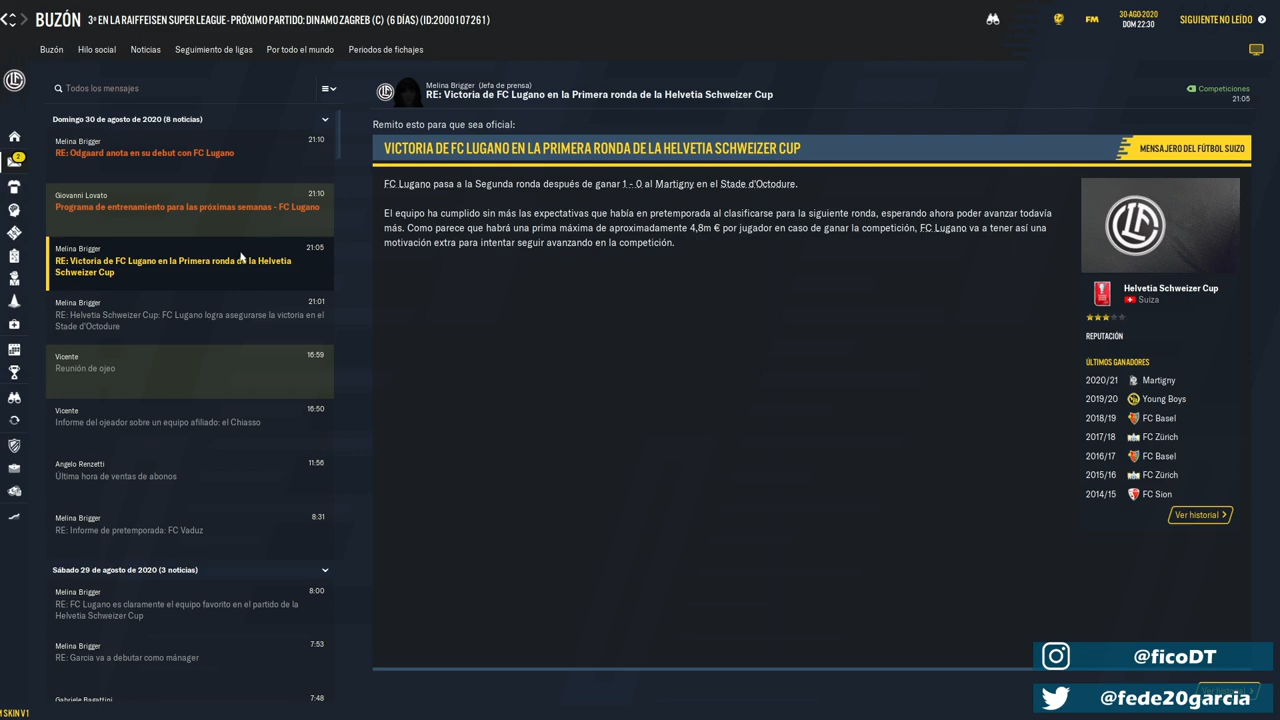 BUZÓN
3º EN LA RAIFFEISEN SUPER LEAGUE - PRÓXIMO PARTIDO: DINAMO ZAGREB (C) (6 DÍAS) (ID:2000107261)
FM
30-AGO-2020
DOM 22:30
SIGUIENTE NO LEÍDO
Buzón
Hilo social
Noticias
Seguimiento de ligas
Por todo el mundo
Periodos de fichajes
2
Todos los mensajes
Domingo 30 de agosto de 2020 (8 noticias)
Melina Brigger
21:10
RE: Odgaard anota en su debut con FC Lugano
Giovanni Lovato
21:10
Programa de entrenamiento para las próximas semanas - FC Lugano
Melina Brigger
21:05
RE: Victoria de FC Lugano en la Primera ronda de la Helvetia
Schweizer Cup
Melina Brigger
21:01
RE: Helvetia Schweizer Cup: FC Lugano logra asegurarse la victoria en el
Stade d'Octodure
Vicente
16:59
Reunión de ojeo
Vicente
16:50
Informe del ojeador sobre un equipo afiliado: el Chiasso
Angelo Renzetti
11:56
Última hora de ventas de abonos
Melina Brigger
8:31
RE: Informe de pretemporada: FC Vaduz
Sábado 29 de agosto de 2020 (3 noticias)
Melina Brigger
8:00
RE: FC Lugano es claramente el equipo favorito en el partido de la
Helvetia Schweizer Cup
Melina Brigger
7:53
RE: Garcia va a debutar como mánager
Gabriele Bagattini
7:48
SKIN V1
Melina Brigger (Jefa de prensa)
RE: Victoria de FC Lugano en la Primera ronda de la Helvetia Schweizer Cup
Competiciones
21:05
Remito esto para que sea oficial:
VICTORIA DE FC LUGANO EN LA PRIMERA RONDA DE LA HELVETIA SCHWEIZER CUP
MENSAJERO DEL FÚTBOL SUIZO
FC Lugano pasa a la Segunda ronda después de ganar 1 - 0 al Martigny en el Stade d'Octodure.
El equipo ha cumplido sin más las expectativas que había en pretemporada al clasificarse para la siguiente ronda, esperando ahora poder avanzar todavía
más. Como parece que habrá una prima máxima de aproximadamente 4,8m € por jugador en caso de ganar la competición, FC Lugano va a tener así una
motivación extra para intentar seguir avanzando en la competición.
Helvetia Schweizer Cup
Suiza
REPUTACIÓN
ÚLTIMOS GANADORES
2020/21 Martigny
2019/20 Young Boys
2018/19 FC Basel
2017/18 FC Zürich
2016/17 FC Basel
2015/16 FC Zürich
2014/15 FC Sion
Ver historial
@ficoDT
@fede20garcia